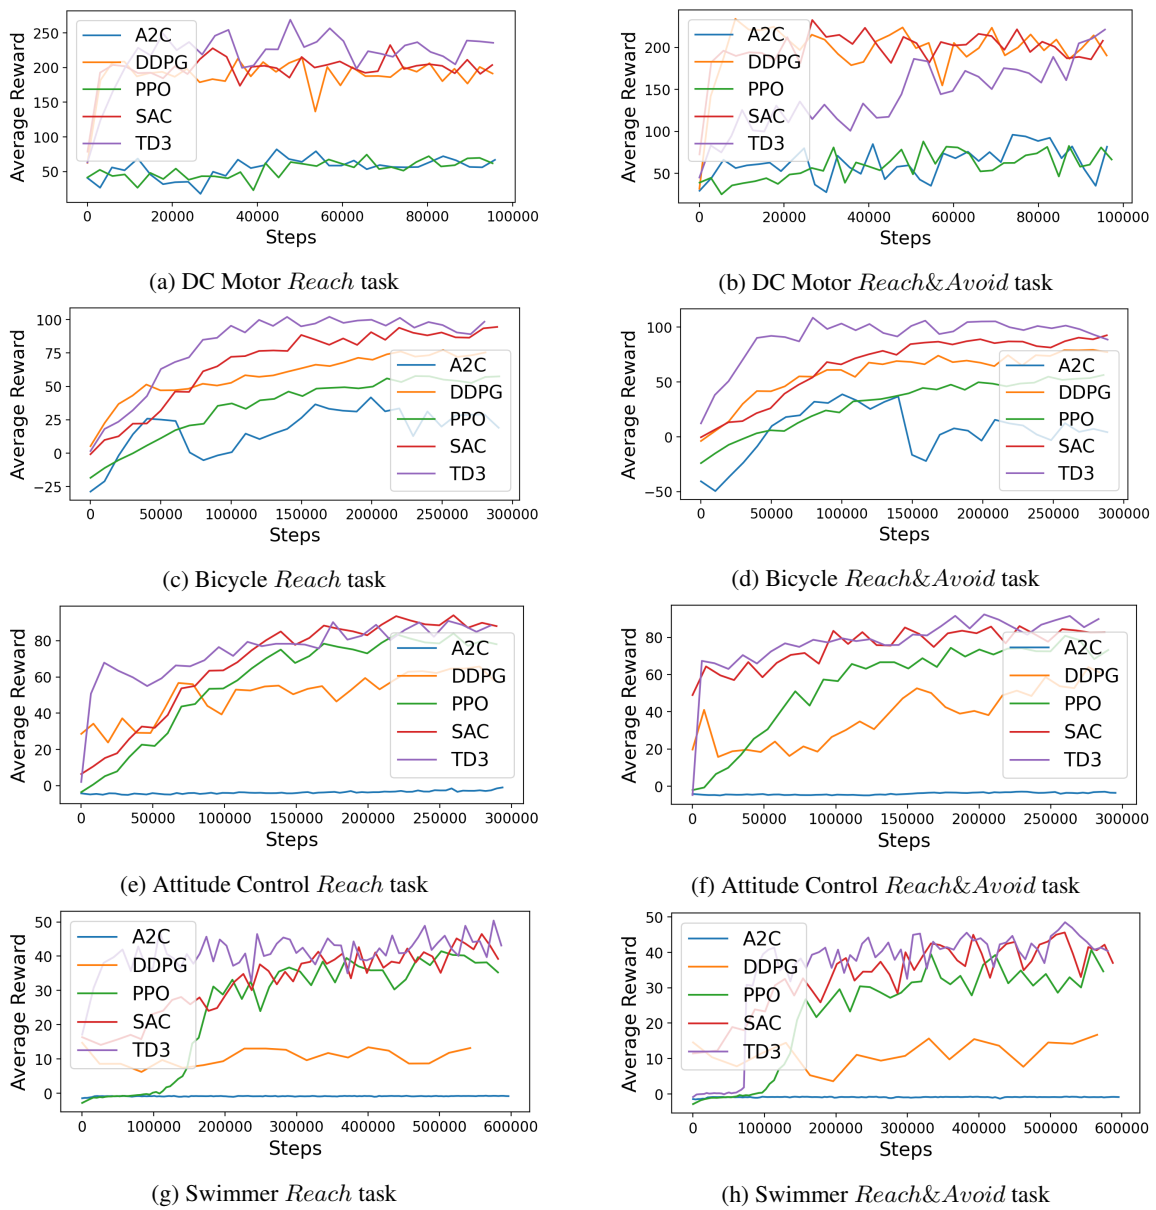 250
200
150
100
50
Average Reward
A2C
DDPG
PPO
SAC
TD3
0
20000
40000
60000
80000
100000
Steps
(a) DC Motor Reach task
200
150
100
50
Average Reward
A2C
DDPG
PPO
SAC
TD3
0
20000
40000
60000
80000
100000
Steps
(b) DC Motor Reach&Avoid task
100
75
50
25
0
−25
Average Reward
A2C
DDPG
PPO
SAC
TD3
0
50000
100000
150000
200000
250000
300000
Steps
(c) Bicycle Reach task
100
50
0
−50
Average Reward
A2C
DDPG
PPO
SAC
TD3
0
50000
100000
150000
200000
250000
300000
Steps
(d) Bicycle Reach&Avoid task
80
60
40
20
0
Average Reward
A2C
DDPG
PPO
SAC
TD3
0
50000
100000
150000
200000
250000
300000
Steps
(e) Attitude Control Reach task
80
60
40
20
0
Average Reward
A2C
DDPG
PPO
SAC
TD3
0
50000
100000
150000
200000
250000
300000
Steps
(f) Attitude Control Reach&Avoid task
50
40
30
20
10
0
Average Reward
A2C
DDPG
PPO
SAC
TD3
0
100000
200000
300000
400000
500000
600000
Steps
(g) Swimmer Reach task
50
40
30
20
10
0
Average Reward
A2C
DDPG
PPO
SAC
TD3
0
100000
200000
300000
400000
500000
600000
Steps
(h) Swimmer Reach&Avoid task